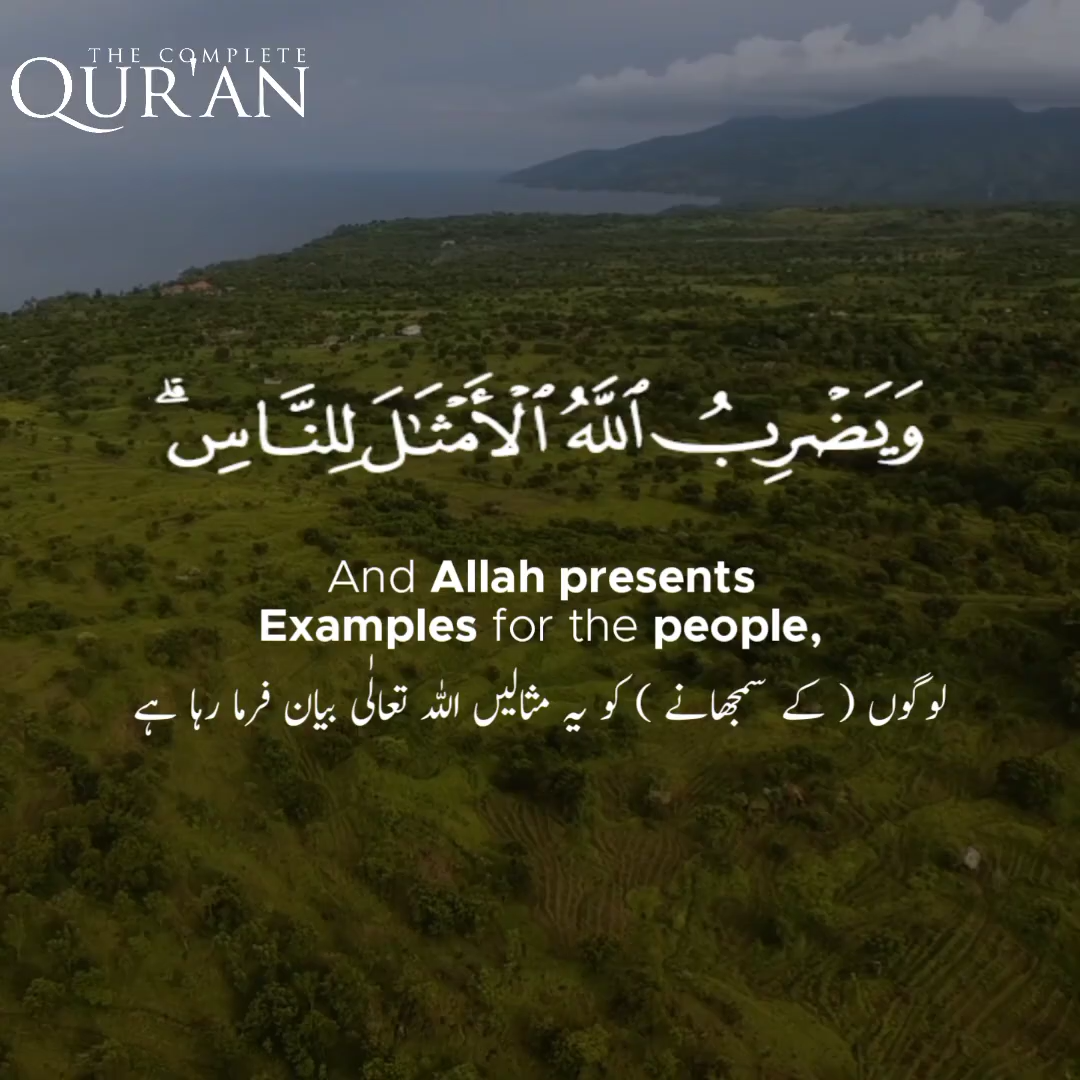 THE COMPLETE
QUR'AN
وَيَضْرِبُ ٱللَّهُ ٱلْأَمْثَـٰلَ لِلنَّاسِ ۗ
And Allah presents
Examples for the people,
لوگوں ( کے سمجھانے ) کو یہ مثالیں اللہ تعالٰی بیان فرما رہا ہے